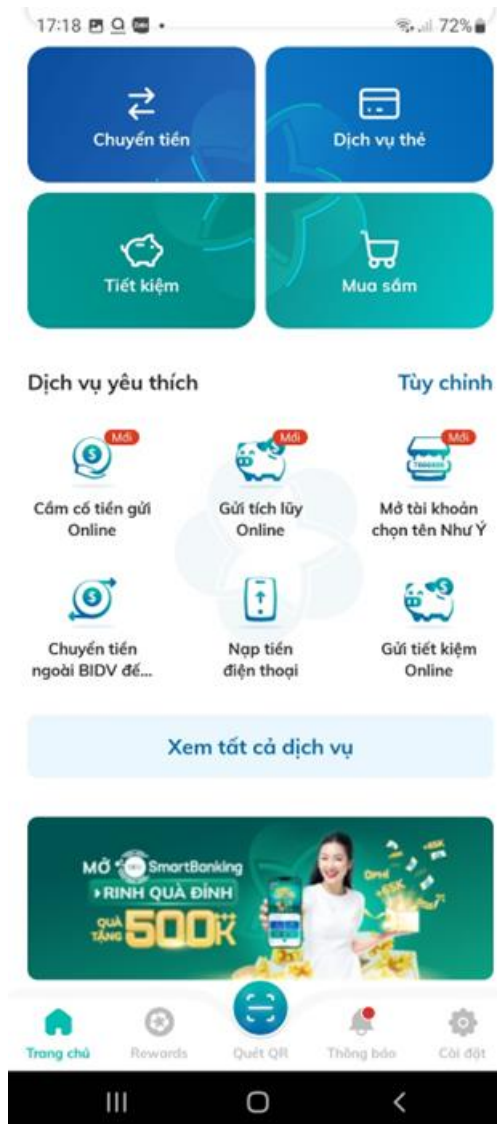 17:18
72%
Chuyển tiền
Dịch vụ thẻ
Tiết kiệm
Mua sắm
Dịch vụ yêu thích
Tùy chỉnh
Mới
Mới
Mới
Cầm cố tiền gửi
Online
Gửi tích lũy
Online
Mở tài khoản
chọn tên Như Ý
Chuyển tiền
ngoài BIDV đế...
Nạp tiền
điện thoại
Gửi tiết kiệm
Online
Xem tất cả dịch vụ
MỞ SmartBanking
RINH QUÀ ĐỈNH
QUÀ TẶNG 500K
Trang chủ
Rewards
Quét QR
Thông báo
Cài đặt